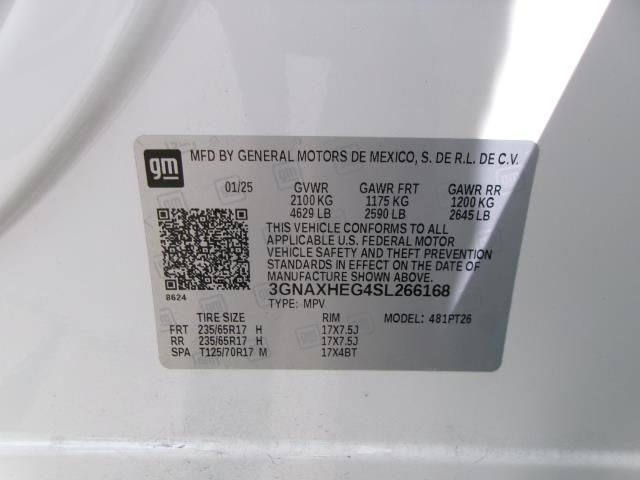 gm MFD BY GENERAL MOTORS DE MEXICO, S. DE R.L. DE C.V.
01/25 GVWR GAWR FRT GAWR RR
2100 KG 1175 KG 1200 KG
4629 LB 2590 LB 2645 LB
THIS VEHICLE CONFORMS TO ALL
APPLICABLE U.S. FEDERAL MOTOR
VEHICLE SAFETY AND THEFT PREVENTION
STANDARDS IN EFFECT ON THE DATE OF
MANUFACTURE SHOWN ABOVE.
3GNAXHEG4SL266168
8624
TYPE: MPV
TIRE SIZE RIM MODEL: 481PT26
FRT 235/65R17 H 17X7.5J
RR 235/65R17 H 17X7.5J
SPA T125/70R17 M 17X4BT